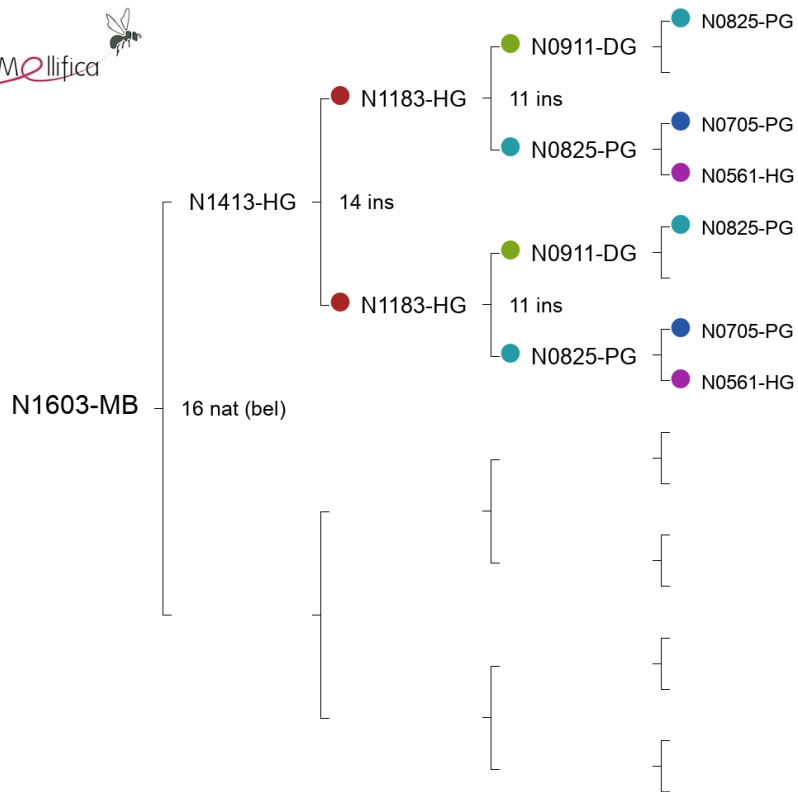 Mellifica
N0825-PG
N0911-DG
N1183-HG
11 ins
N0705-PG
N0825-PG
N0561-HG
N1413-HG
14 ins
N0825-PG
N0911-DG
N1183-HG
11 ins
N0705-PG
N0825-PG
N0561-HG
N1603-MB
16 nat (bel)